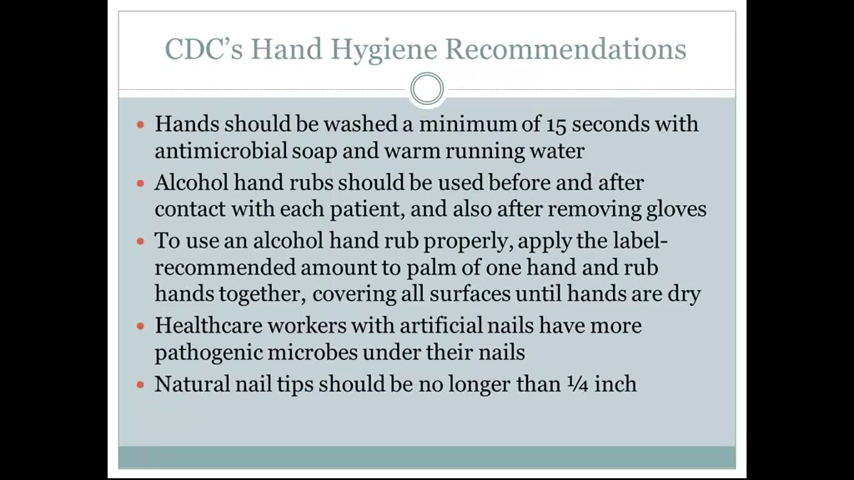 CDC's Hand Hygiene Recommendations
• Hands should be washed a minimum of 15 seconds with
antimicrobial soap and warm running water
• Alcohol hand rubs should be used before and after
contact with each patient, and also after removing gloves
• To use an alcohol hand rub properly, apply the label-
recommended amount to palm of one hand and rub
hands together, covering all surfaces until hands are dry
• Healthcare workers with artificial nails have more
pathogenic microbes under their nails
• Natural nail tips should be no longer than ¼ inch